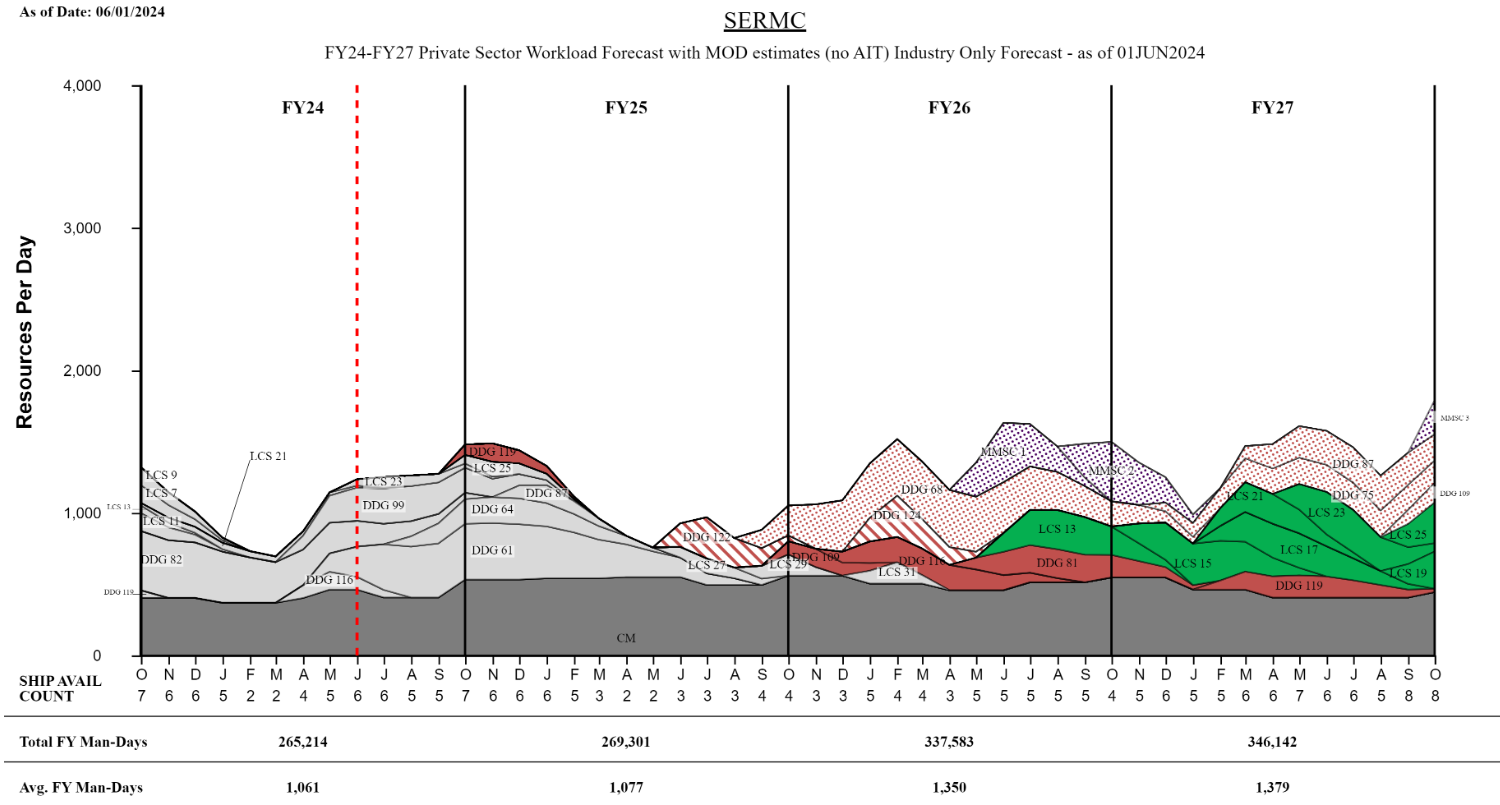 As of Date: 06/01/2024
SERMC
FY24-FY27 Private Sector Workload Forecast with MOD estimates (no AIT) Industry Only Forecast - as of 01JUN2024
Resources Per Day
4,000
3,000
2,000
1,000
0
FY24
FY25
FY26
FY27
LCS 9
LCS 7
LCS 13
LCS 11
DDG 82
DDG 119
LCS 21
LCS 23
DDG 99
DDG 116
DDG 119
LCS 25
DDG 87
DDG 64
DDG 61
CM
DDG 122
LCS 27
LCS 29
DDG 109
DDG 68
DDG 124
DDG 116
LCS 31
MMSC 1
LCS 13
DDG 81
MMSC 2
LCS 15
LCS 21
LCS 23
LCS 17
DDG 119
DDG 87
DDG 75
LCS 25
LCS 19
MMSC 3
DDG 109
O N D J F M A M J J A S O N D J F M A M J J A S O N D J F M A M J J A S O N D J F M A M J J A S O
SHIP AVAIL
COUNT
7 6 6 5 2 2 4 5 6 6 5 5 7 6 6 6 5 3 2 2 3 3 3 4 4 3 3 5 4 4 3 5 6 5 5 5 4 5 6 5 5 6 6 7 6 6 5 8 8
Total FY Man-Days 265,214 269,301 337,583 346,142
Avg. FY Man-Days 1,061 1,077 1,350 1,379